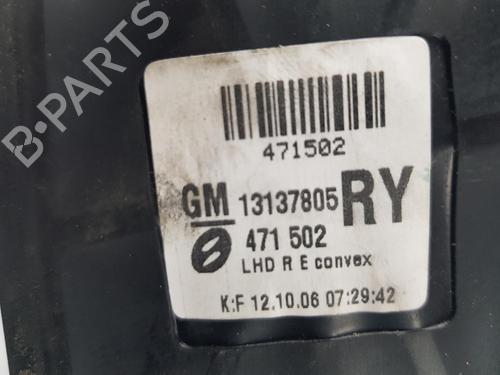 B-PARTS
471502
GM 13137805 RY
471 502
LHD R E convex
K:F 12.10.06 07:29:42